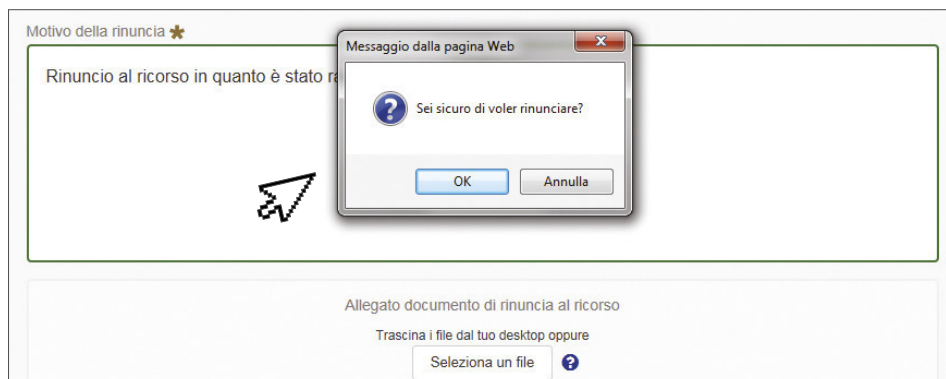 Motivo della rinuncia
Messaggio dalla pagina Web
Rinuncio al ricorso in quanto è stato
Sei sicuro di voler rinunciare?
OK Annulla
Allegato documento di rinuncia al ricorso
Trascina i file dal tuo desktop oppure
Seleziona un file